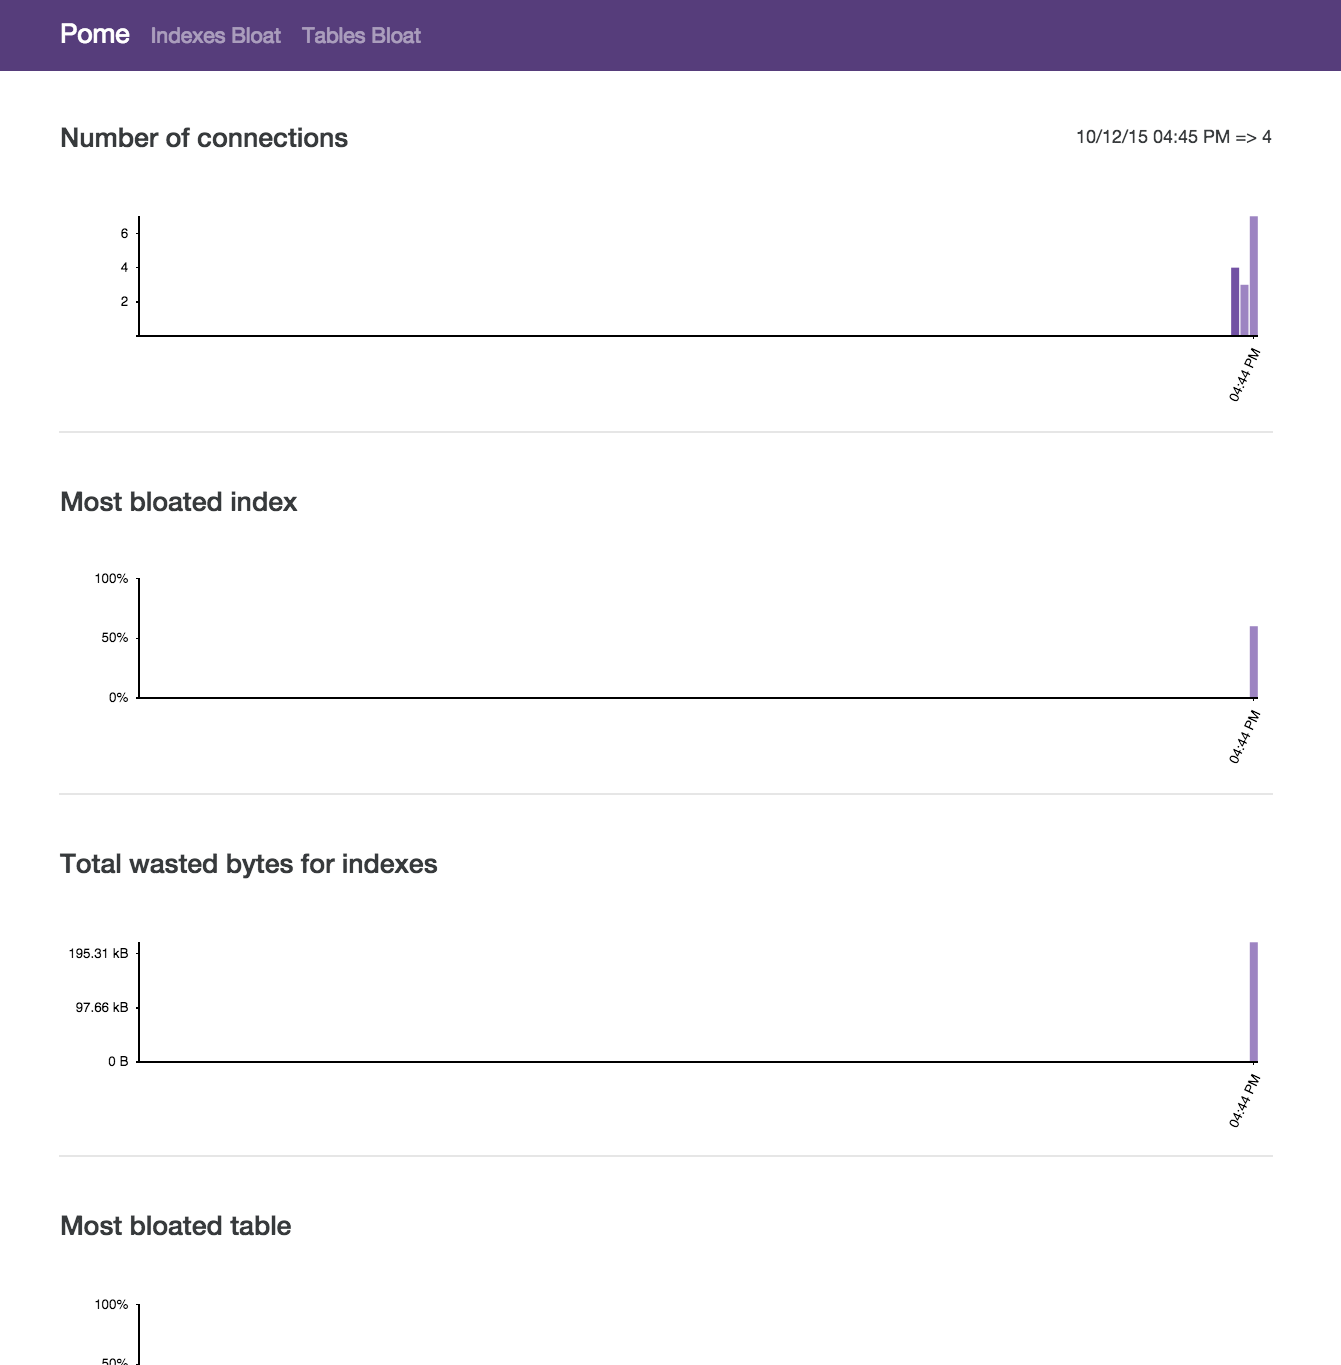 Pome Indexes Bloat Tables Bloat
Number of connections 10/12/15 04:45 PM => 4
6
4
2
04:44 PM
Most bloated index
100%
50%
0%
04:44 PM
Total wasted bytes for indexes
195.31 kB
97.66 kB
0 B
04:44 PM
Most bloated table
100%
50%